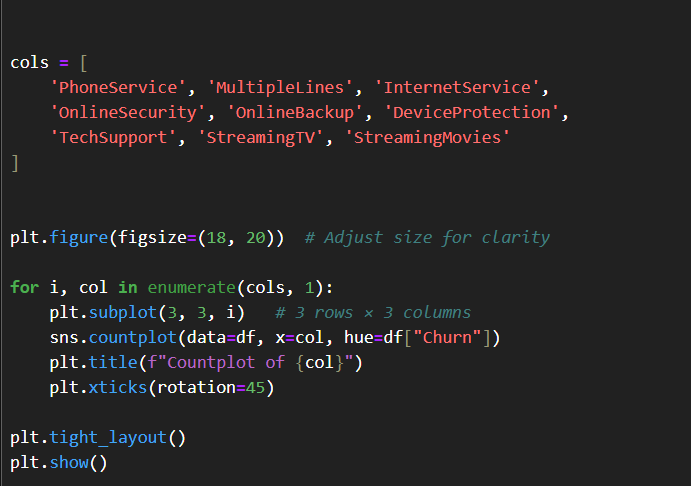 cols = [
    'PhoneService', 'MultipleLines', 'InternetService',
    'OnlineSecurity', 'OnlineBackup', 'DeviceProtection',
    'TechSupport', 'StreamingTV', 'StreamingMovies'
]
plt.figure(figsize=(18, 20))  # Adjust size for clarity
for i, col in enumerate(cols, 1):
    plt.subplot(3, 3, i)   # 3 rows × 3 columns
    sns.countplot(data=df, x=col, hue=df["Churn"])
    plt.title(f"Countplot of {col}")
    plt.xticks(rotation=45)
plt.tight_layout()
plt.show()